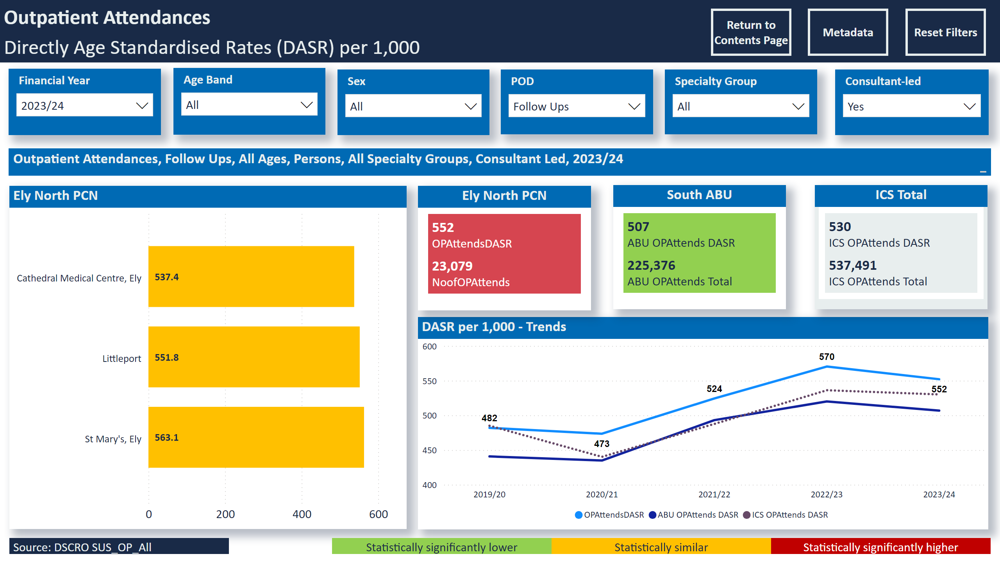 Outpatient Attendances
Directly Age Standardised Rates (DASR) per 1,000
Return to
Contents Page
Metadata
Reset Filters
Financial Year
2023/24
Age Band
All
Sex
All
POD
Follow Ups
Specialty Group
All
Consultant-led
Yes
Outpatient Attendances, Follow Ups, All Ages, Persons, All Specialty Groups, Consultant Led, 2023/24
Ely North PCN
Cathedral Medical Centre, Ely
537.4
Littleport
551.8
St Mary's, Ely
563.1
0 200 400 600
Ely North PCN
552
OPAttendsDASR
23,079
NoofOPAttends
South ABU
507
ABU OPAttends DASR
225,376
ABU OPAttends Total
ICS Total
530
ICS OPAttends DASR
537,491
ICS OPAttends Total
DASR per 1,000 - Trends
600
550
500
450
400
482
473
524
570
552
2019/20 2020/21 2021/22 2022/23 2023/24
OPAttendsDASR ABU OPAttends DASR ICS OPAttends DASR
Source: DSCRO SUS_OP_All
Statistically significantly lower
Statistically similar
Statistically significantly higher